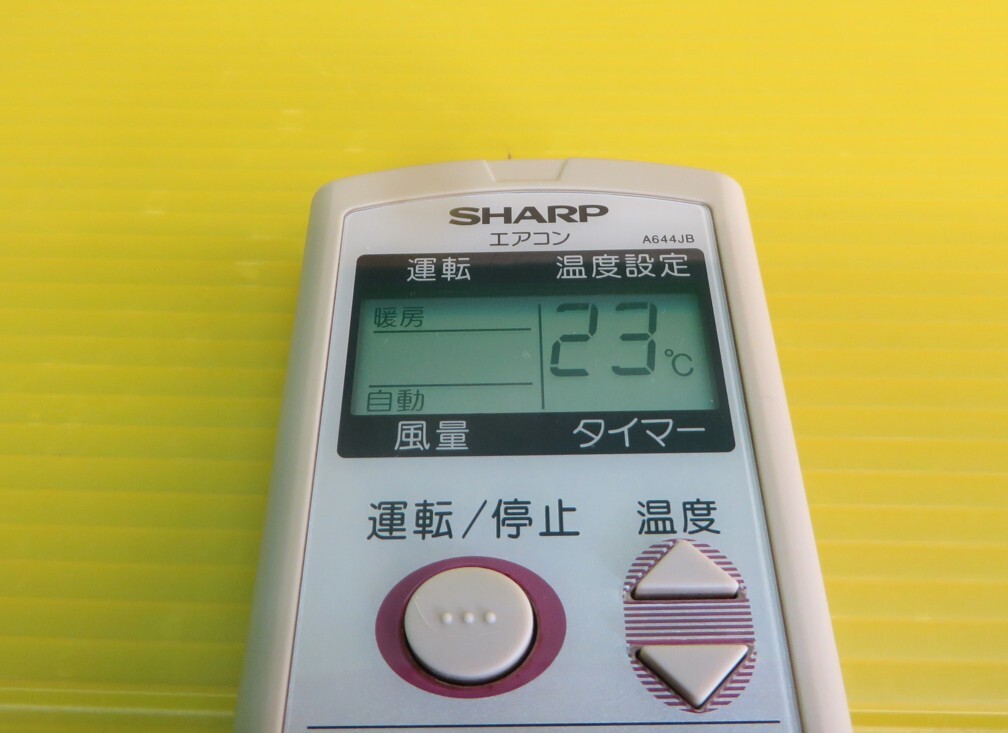 SHARP
エアコン A644JB
運転 温度設定
暖房 23℃
自動
風量 タイマー
運転/停止 温度